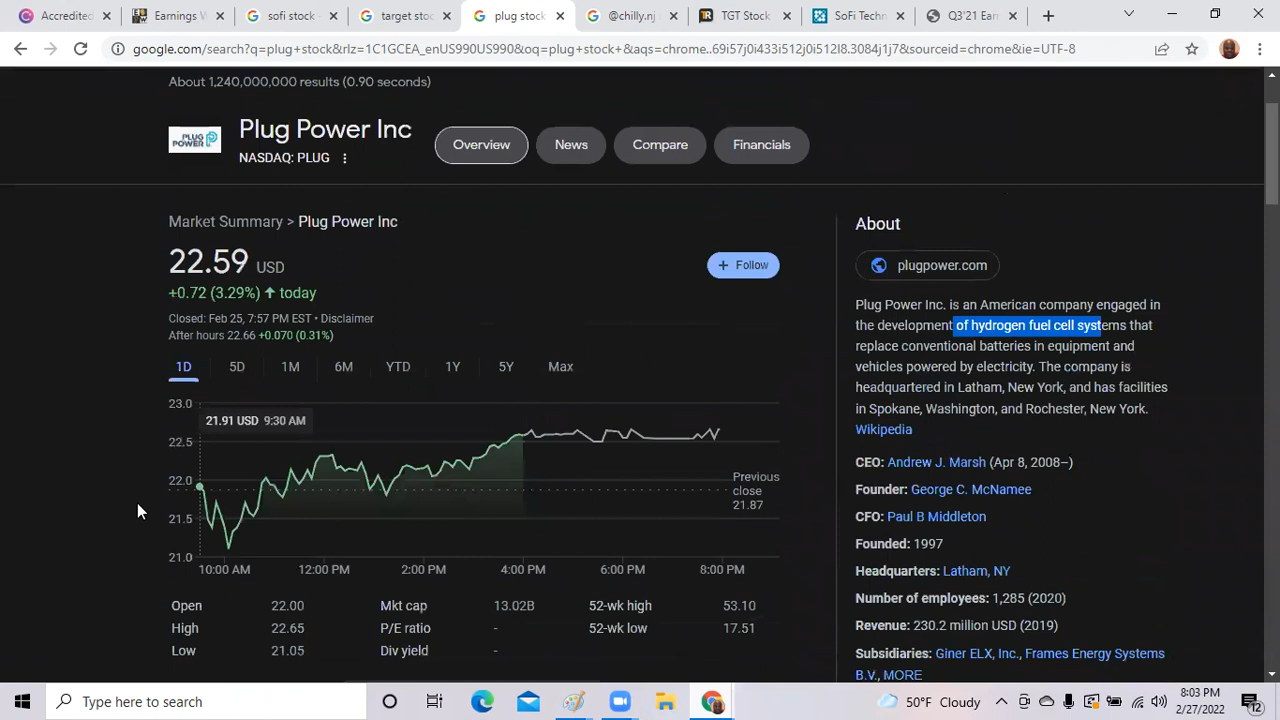 Accredited
Earnings W
sofi stock -
target stoc
plug stock
@chilly.nj
TGT Stock
SoFi Techn
Q3'21 Earn
google.com/search?q=plug+stock&rlz=1C1GCEA_enUS990US990&oq=plug+stock+&aqs=chrome..69i57j0i433i512j0i512l8.3084j1j7&sourceid=chrome&ie=UTF-8
About 1,240,000,000 results (0.90 seconds)
PLUG POWER
Plug Power Inc
NASDAQ: PLUG
Overview
News
Compare
Financials
Market Summary > Plug Power Inc
22.59 USD
+ Follow
+0.72 (3.29%) ↑ today
Closed: Feb 25, 7:57 PM EST • Disclaimer
After hours 22.66 +0.070 (0.31%)
1D 5D 1M 6M YTD 1Y 5Y Max
23.0
21.91 USD 9:30 AM
22.5
22.0
21.5
21.0
Previous
close
21.87
10:00 AM 12:00 PM 2:00 PM 4:00 PM 6:00 PM 8:00 PM
Open 22.00 Mkt cap 13.02B 52-wk high 53.10
High 22.65 P/E ratio - 52-wk low 17.51
Low 21.05 Div yield -
About
plugpower.com
Plug Power Inc. is an American company engaged in
the development of hydrogen fuel cell systems that
replace conventional batteries in equipment and
vehicles powered by electricity. The company is
headquartered in Latham, New York, and has facilities
in Spokane, Washington, and Rochester, New York.
Wikipedia
CEO: Andrew J. Marsh (Apr 8, 2008–)
Founder: George C. McNamee
CFO: Paul B Middleton
Founded: 1997
Headquarters: Latham, NY
Number of employees: 1,285 (2020)
Revenue: 230.2 million USD (2019)
Subsidiaries: Giner ELX, Inc., Frames Energy Systems
B.V., MORE
Type here to search
50°F Cloudy
8:03 PM
2/27/2022
12